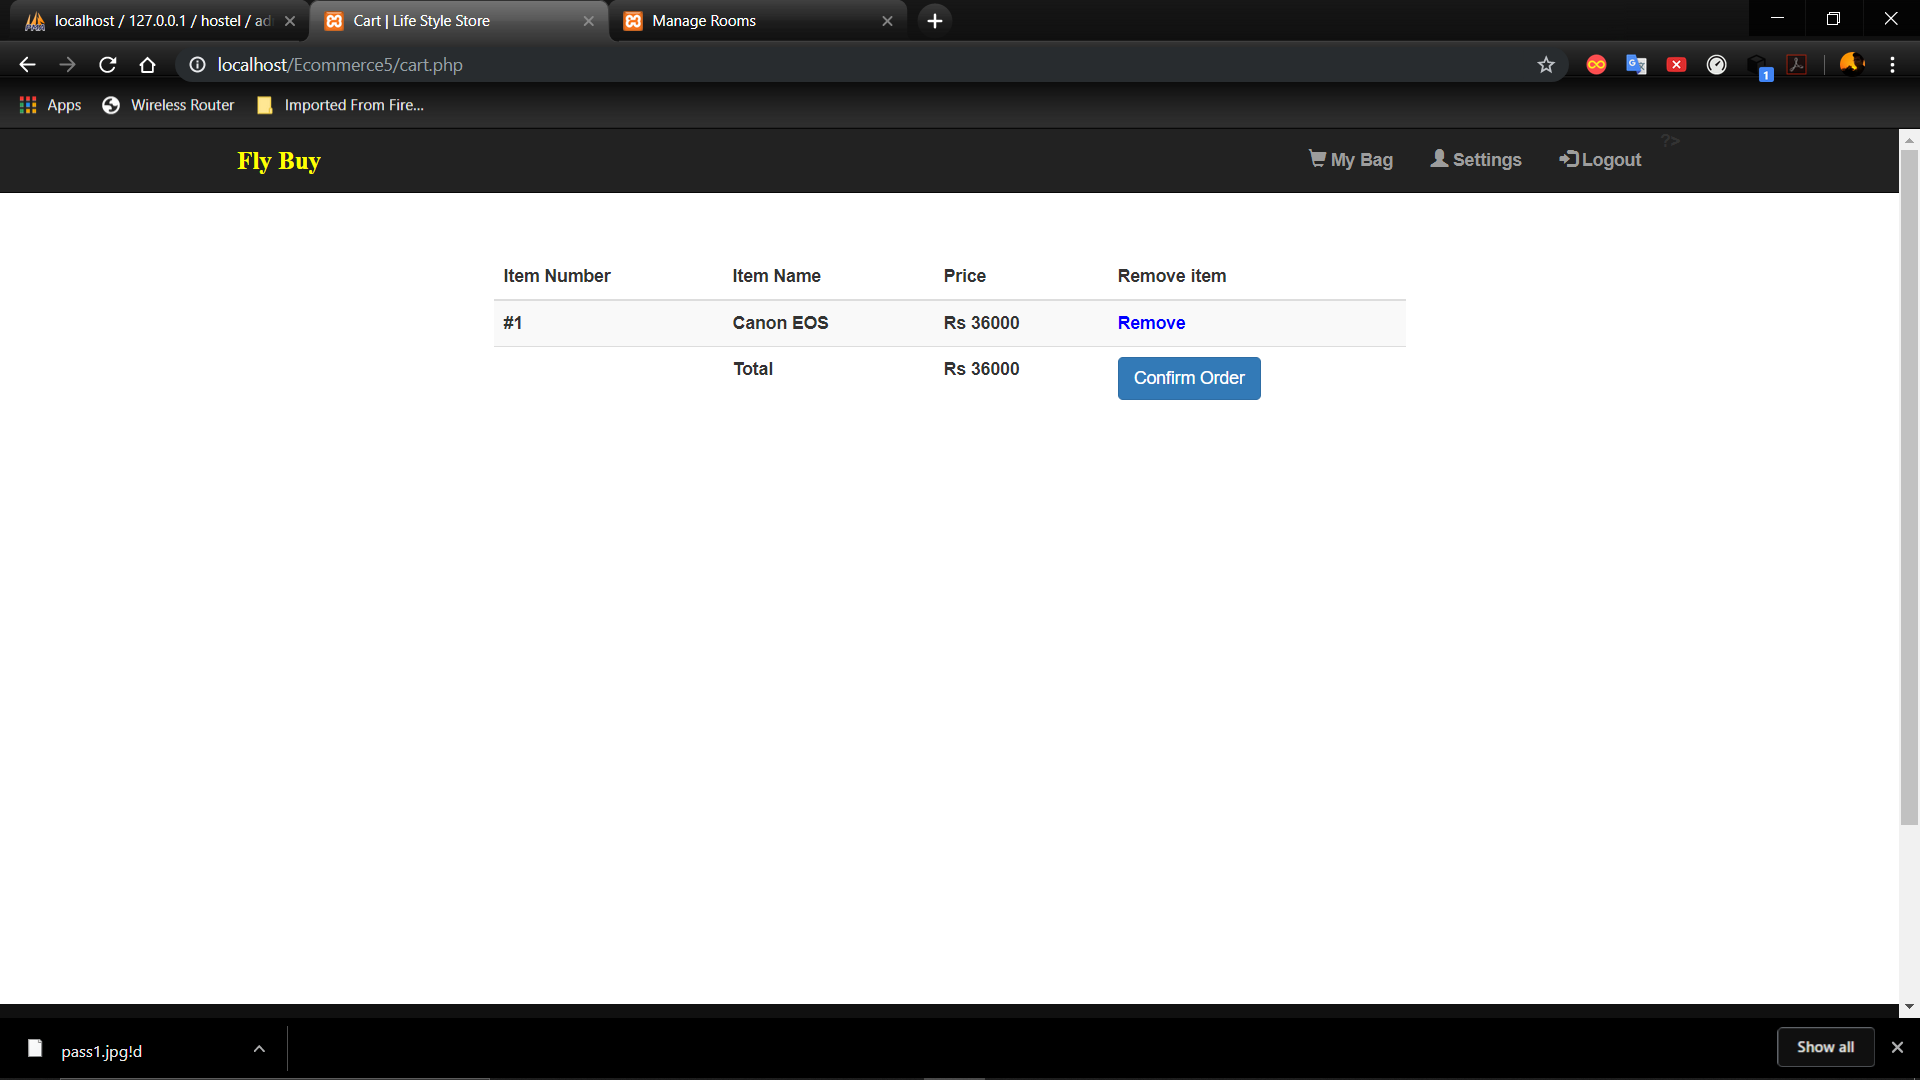 localhost / 127.0.0.1 / hostel / ad
Cart | Life Style Store
Manage Rooms
localhost/Ecommerce5/cart.php
1
Apps
Wireless Router
Imported From Fire...
Fly Buy
My Bag
Settings
Logout
?>
Item Number Item Name Price Remove item
#1 Canon EOS Rs 36000 Remove
Total Rs 36000 Confirm Order
pass1.jpg!d
Show all